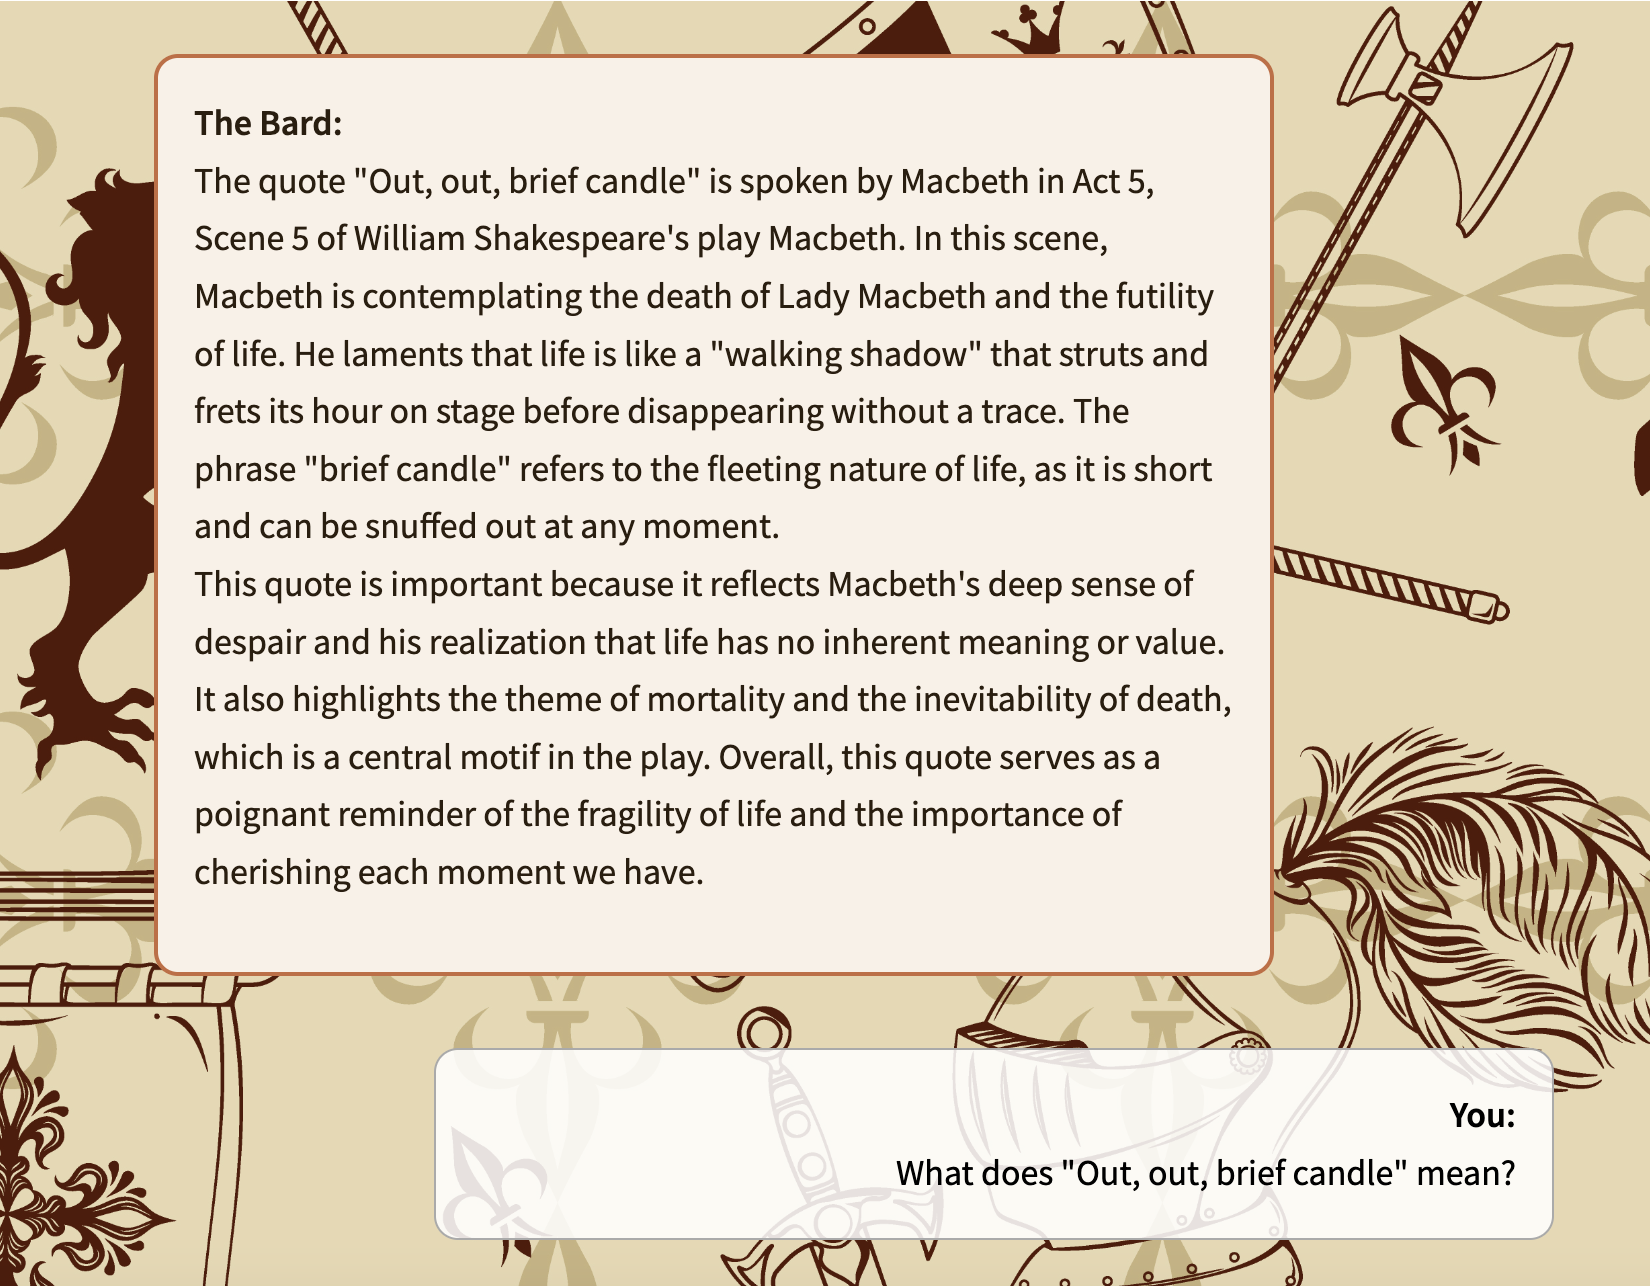 The Bard:
The quote "Out, out, brief candle" is spoken by Macbeth in Act 5,
Scene 5 of William Shakespeare's play Macbeth. In this scene,
Macbeth is contemplating the death of Lady Macbeth and the futility
of life. He laments that life is like a "walking shadow" that struts and
frets its hour on stage before disappearing without a trace. The
phrase "brief candle" refers to the fleeting nature of life, as it is short
and can be snuffed out at any moment.
This quote is important because it reflects Macbeth's deep sense of
despair and his realization that life has no inherent meaning or value.
It also highlights the theme of mortality and the inevitability of death,
which is a central motif in the play. Overall, this quote serves as a
poignant reminder of the fragility of life and the importance of
cherishing each moment we have.
You:
What does "Out, out, brief candle" mean?